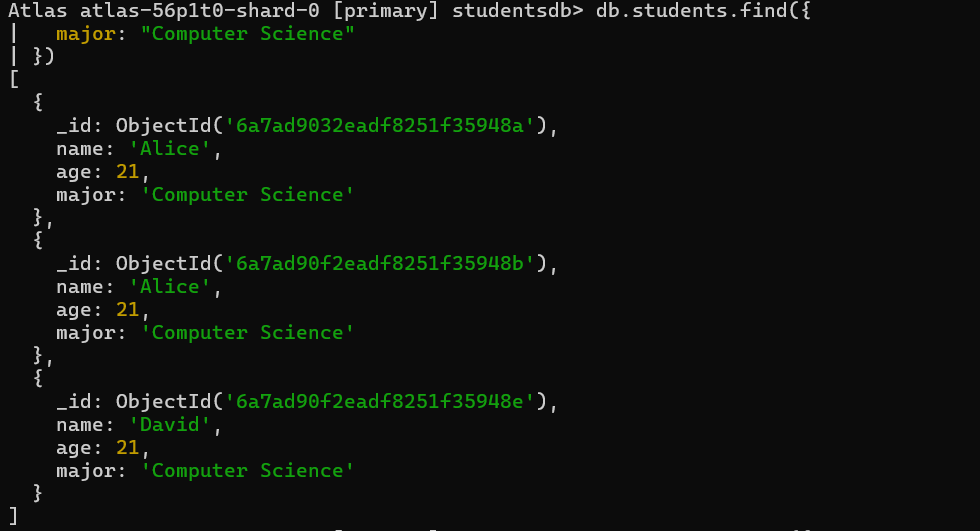 Atlas atlas-56p1t0-shard-0 [primary] studentsdb> db.students.find({
|   major: "Computer Science"
| })
[
  {
    _id: ObjectId('6a7ad9032eadf8251f35948a'),
    name: 'Alice',
    age: 21,
    major: 'Computer Science'
  },
  {
    _id: ObjectId('6a7ad90f2eadf8251f35948b'),
    name: 'Alice',
    age: 21,
    major: 'Computer Science'
  },
  {
    _id: ObjectId('6a7ad90f2eadf8251f35948e'),
    name: 'David',
    age: 21,
    major: 'Computer Science'
  }
]